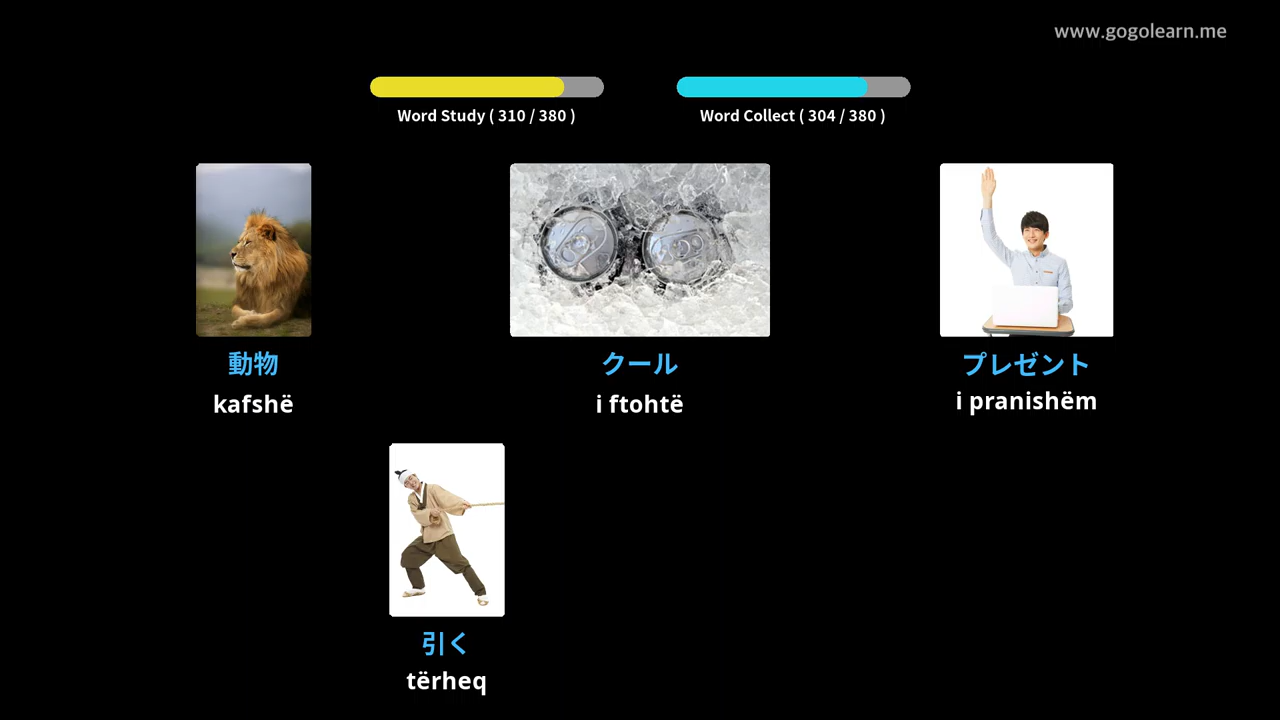 www.gogolearn.me
Word Study ( 310 / 380 )
Word Collect ( 304 / 380 )
動物
kafshë
クール
i ftohtë
プレゼント
i pranishëm
引く
tërheq